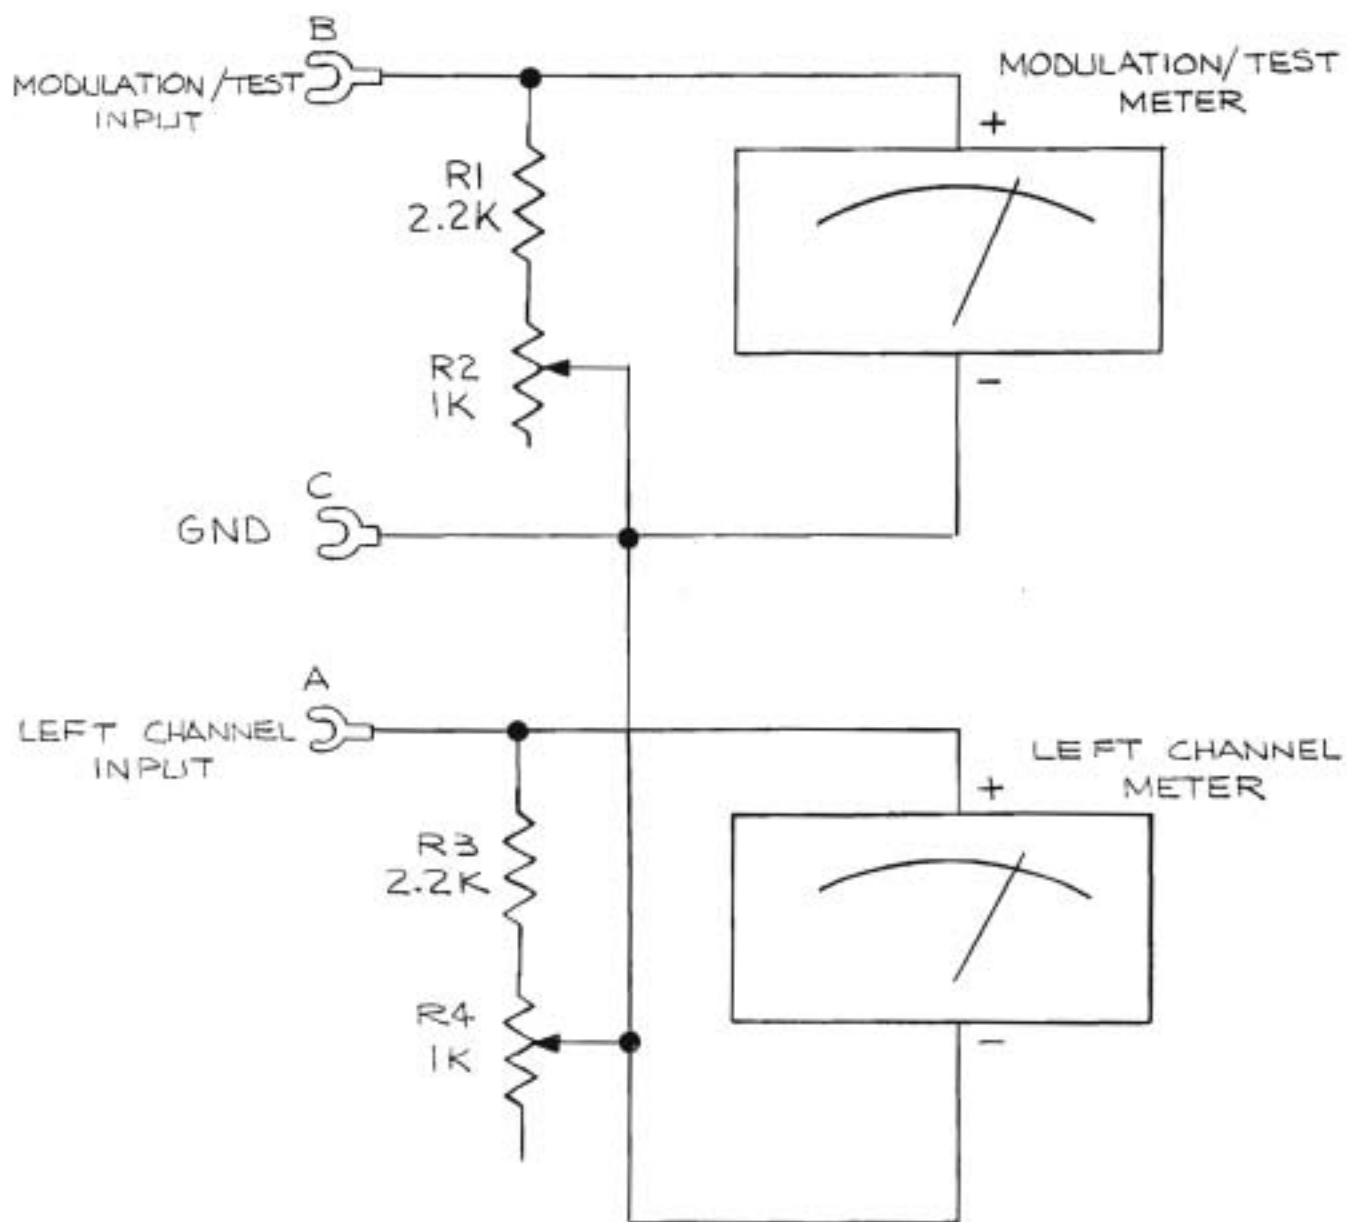 B
MODULATION/TEST
INPUT
MODULATION/TEST
METER
+
R1
2.2K
R2
1K
-
C
GND
A
LEFT CHANNEL
INPUT
LEFT CHANNEL
METER
+
R3
2.2K
R4
1K
-